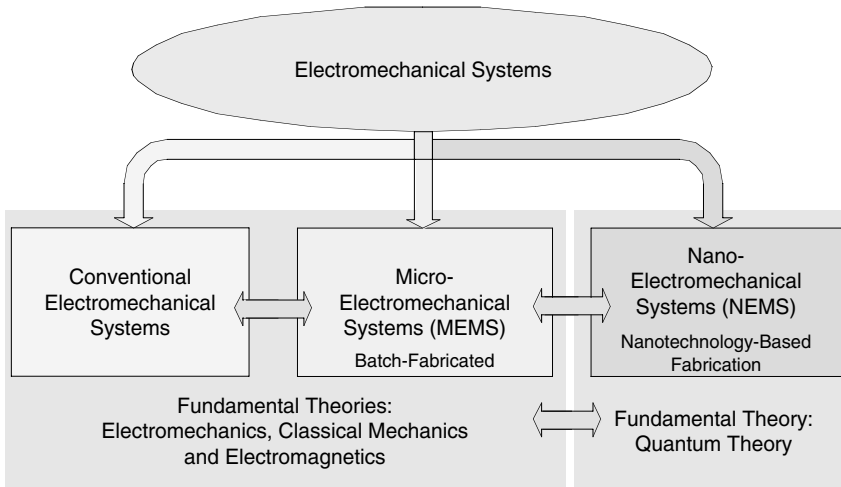 Electromechanical Systems
Conventional
Electromechanical
Systems
Micro-
Electromechanical
Systems (MEMS)
Batch-Fabricated
Nano-
Electromechanical
Systems (NEMS)
Nanotechnology-Based
Fabrication
Fundamental Theories:
Electromechanics, Classical Mechanics
and Electromagnetics
Fundamental Theory:
Quantum Theory